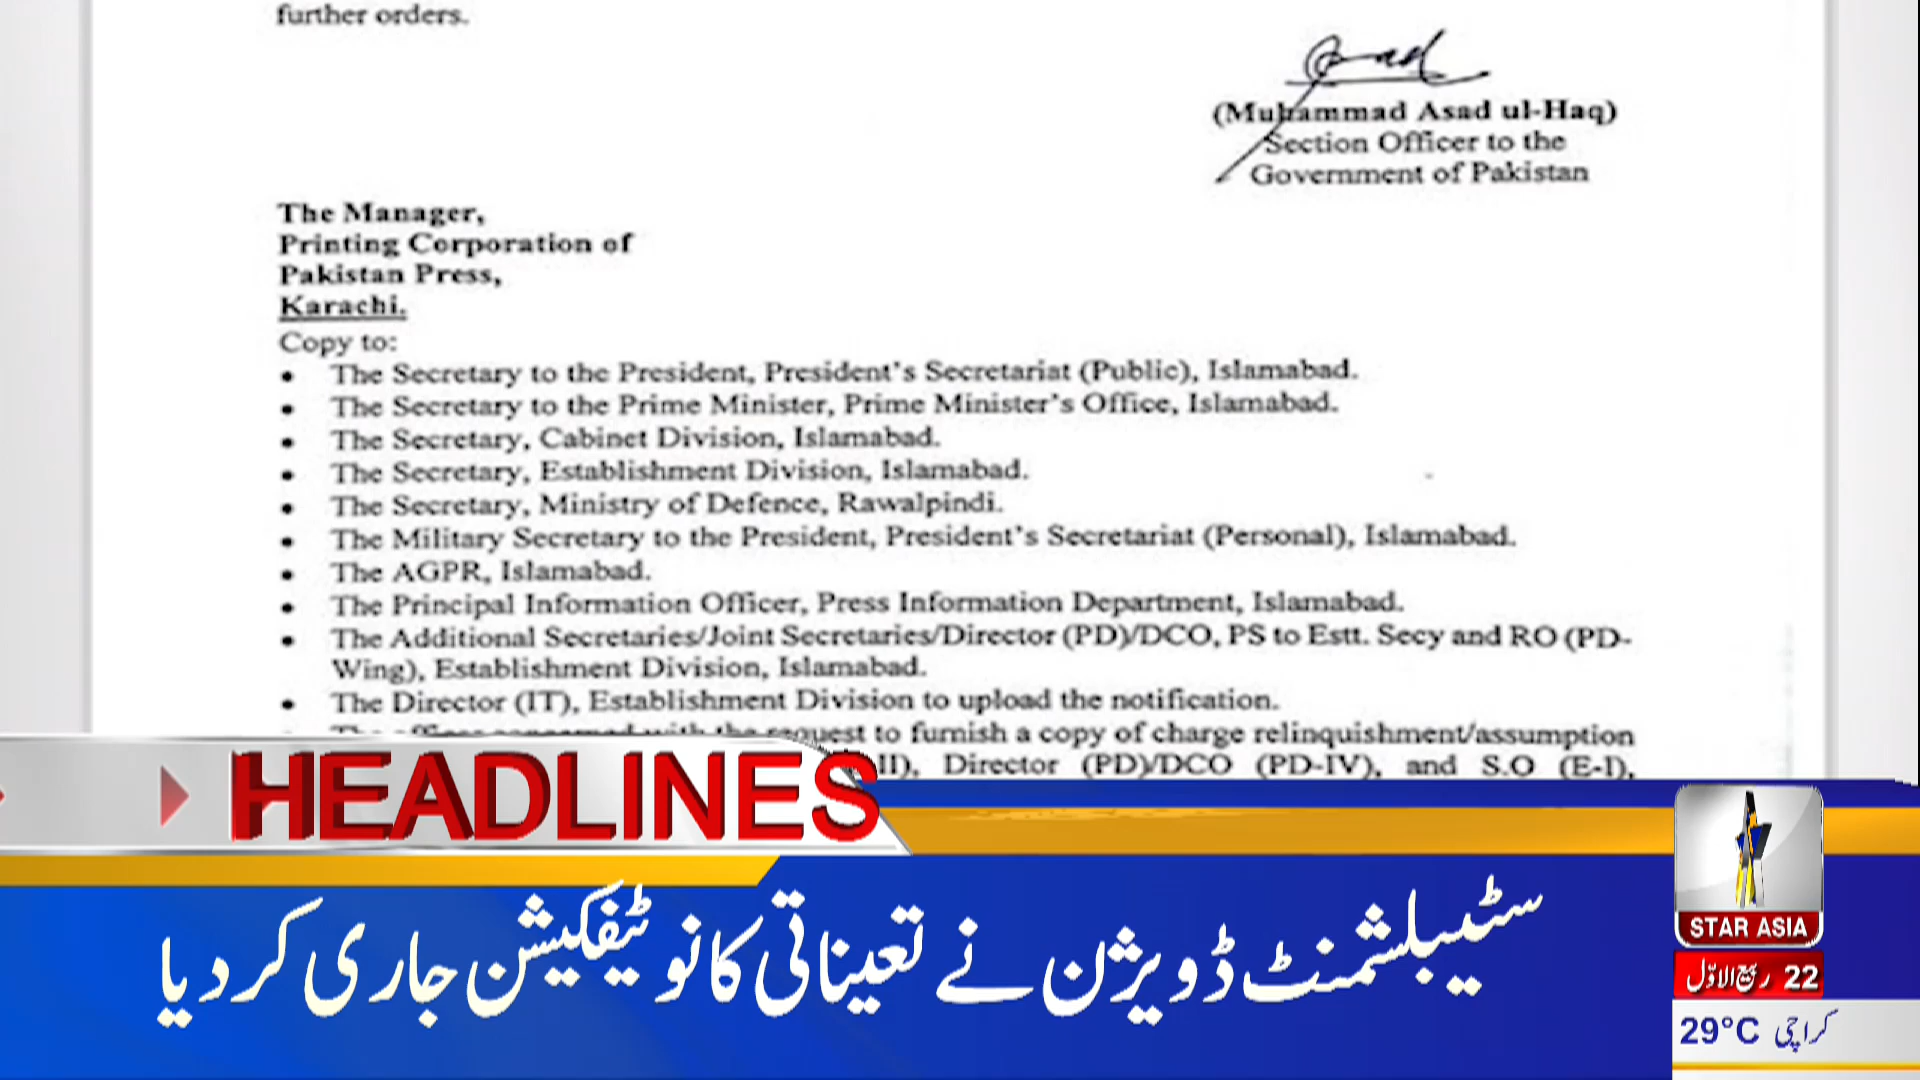 further orders.
(Muhammad Asad ul-Haq)
Section Officer to the
Government of Pakistan
The Manager,
Printing Corporation of
Pakistan Press,
Karachi.
Copy to:
• The Secretary to the President, President's Secretariat (Public), Islamabad.
• The Secretary to the Prime Minister, Prime Minister's Office, Islamabad.
• The Secretary, Cabinet Division, Islamabad.
• The Secretary, Establishment Division, Islamabad.
• The Secretary, Ministry of Defence, Rawalpindi.
• The Military Secretary to the President, President's Secretariat (Personal), Islamabad.
• The AGPR, Islamabad.
• The Principal Information Officer, Press Information Department, Islamabad.
• The Additional Secretaries/Joint Secretaries/Director (PD)/DCO, PS to Estt. Secy and RO (PD-
Wing), Establishment Division, Islamabad.
• The Director (IT), Establishment Division to upload the notification.
the request to furnish a copy of charge relinquishment/assumption
Director (PD)/DCO (PD-IV), and S.O (E-I),
HEADLINES
سٹیبلشمنٹ ڈویژن نے تعیناتی کا نوٹیفکیشن جاری کر دیا
STAR ASIA
22 ربیع الاوّل
29°C کراچی